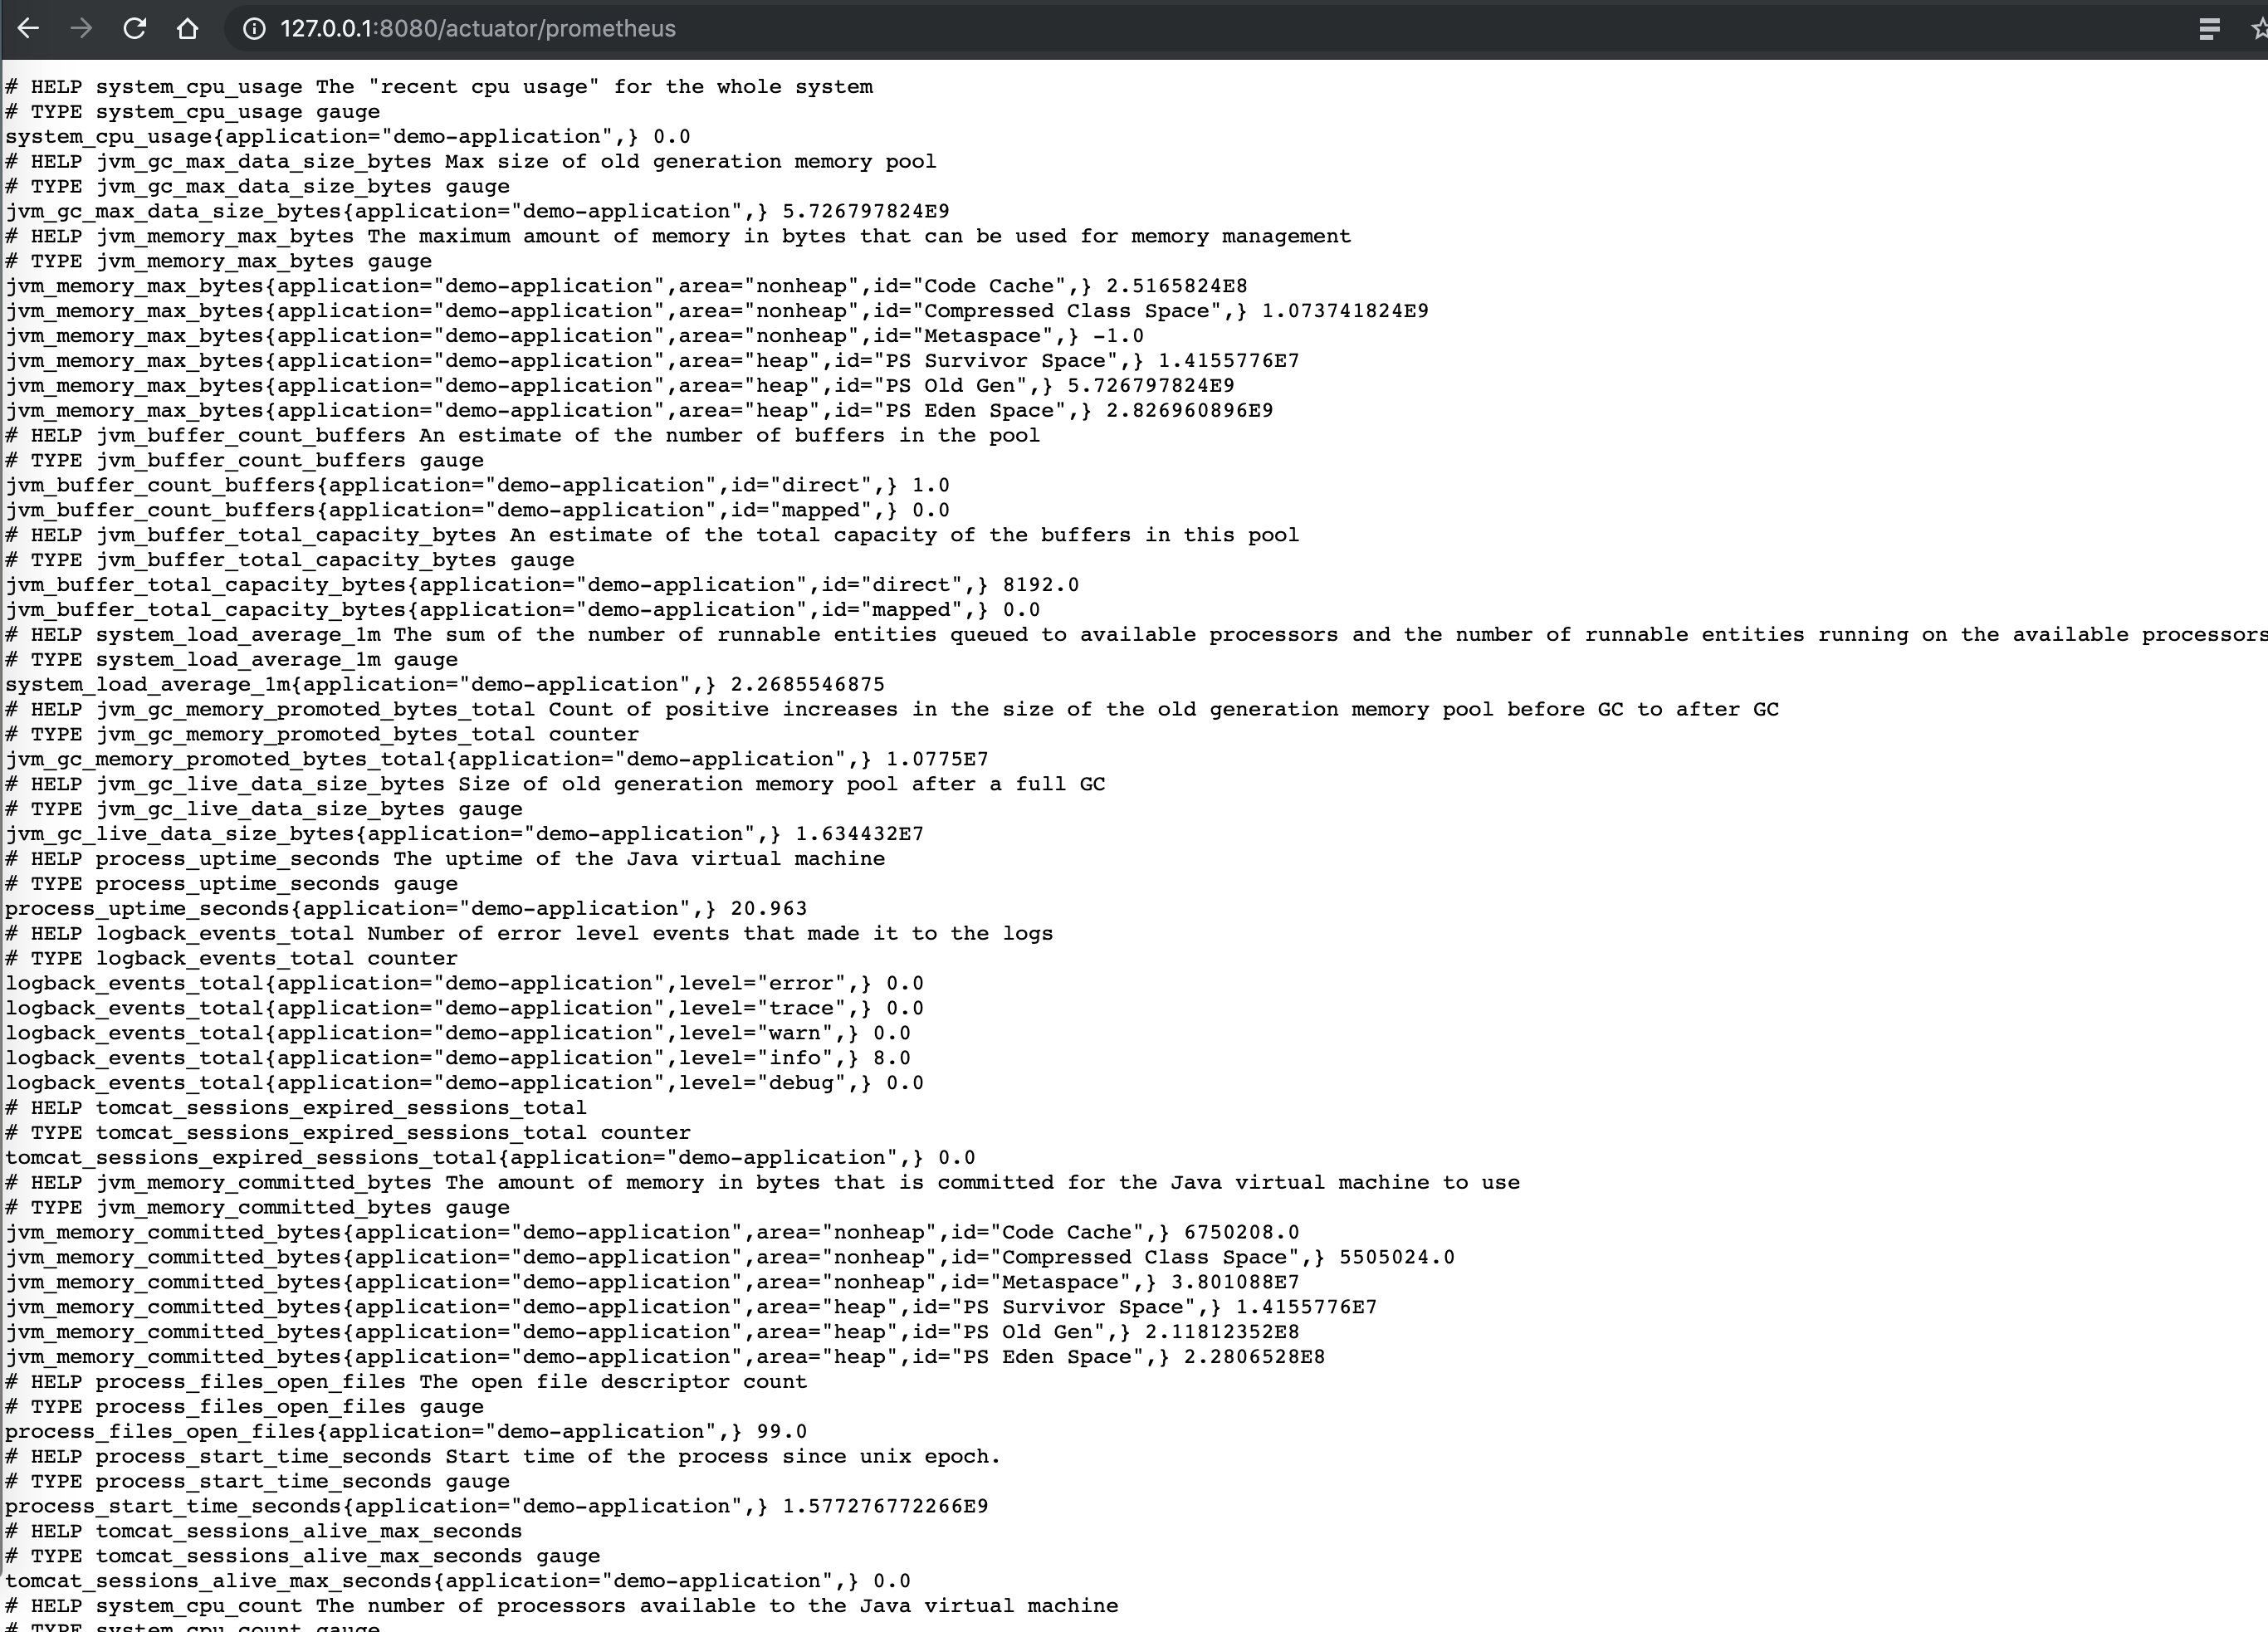 127.0.0.1:8080/actuator/prometheus
# HELP system_cpu_usage The "recent cpu usage" for the whole system
# TYPE system_cpu_usage gauge
system_cpu_usage{application="demo-application",} 0.0
# HELP jvm_gc_max_data_size_bytes Max size of old generation memory pool
# TYPE jvm_gc_max_data_size_bytes gauge
jvm_gc_max_data_size_bytes{application="demo-application",} 5.726797824E9
# HELP jvm_memory_max_bytes The maximum amount of memory in bytes that can be used for memory management
# TYPE jvm_memory_max_bytes gauge
jvm_memory_max_bytes{application="demo-application",area="nonheap",id="Code Cache",} 2.5165824E8
jvm_memory_max_bytes{application="demo-application",area="nonheap",id="Compressed Class Space",} 1.073741824E9
jvm_memory_max_bytes{application="demo-application",area="nonheap",id="Metaspace",} -1.0
jvm_memory_max_bytes{application="demo-application",area="heap",id="PS Survivor Space",} 1.4155776E7
jvm_memory_max_bytes{application="demo-application",area="heap",id="PS Old Gen",} 5.726797824E9
jvm_memory_max_bytes{application="demo-application",area="heap",id="PS Eden Space",} 2.826960896E9
# HELP jvm_buffer_count_buffers An estimate of the number of buffers in the pool
# TYPE jvm_buffer_count_buffers gauge
jvm_buffer_count_buffers{application="demo-application",id="direct",} 1.0
jvm_buffer_count_buffers{application="demo-application",id="mapped",} 0.0
# HELP jvm_buffer_total_capacity_bytes An estimate of the total capacity of the buffers in this pool
# TYPE jvm_buffer_total_capacity_bytes gauge
jvm_buffer_total_capacity_bytes{application="demo-application",id="direct",} 8192.0
jvm_buffer_total_capacity_bytes{application="demo-application",id="mapped",} 0.0
# HELP system_load_average_1m The sum of the number of runnable entities queued to available processors and the number of runnable entities running on the available processors
# TYPE system_load_average_1m gauge
system_load_average_1m{application="demo-application",} 2.2685546875
# HELP jvm_gc_memory_promoted_bytes_total Count of positive increases in the size of the old generation memory pool before GC to after GC
# TYPE jvm_gc_memory_promoted_bytes_total counter
jvm_gc_memory_promoted_bytes_total{application="demo-application",} 1.0775E7
# HELP jvm_gc_live_data_size_bytes Size of old generation memory pool after a full GC
# TYPE jvm_gc_live_data_size_bytes gauge
jvm_gc_live_data_size_bytes{application="demo-application",} 1.634432E7
# HELP process_uptime_seconds The uptime of the Java virtual machine
# TYPE process_uptime_seconds gauge
process_uptime_seconds{application="demo-application",} 20.963
# HELP logback_events_total Number of error level events that made it to the logs
# TYPE logback_events_total counter
logback_events_total{application="demo-application",level="error",} 0.0
logback_events_total{application="demo-application",level="trace",} 0.0
logback_events_total{application="demo-application",level="warn",} 0.0
logback_events_total{application="demo-application",level="info",} 8.0
logback_events_total{application="demo-application",level="debug",} 0.0
# HELP tomcat_sessions_expired_sessions_total
# TYPE tomcat_sessions_expired_sessions_total counter
tomcat_sessions_expired_sessions_total{application="demo-application",} 0.0
# HELP jvm_memory_committed_bytes The amount of memory in bytes that is committed for the Java virtual machine to use
# TYPE jvm_memory_committed_bytes gauge
jvm_memory_committed_bytes{application="demo-application",area="nonheap",id="Code Cache",} 6750208.0
jvm_memory_committed_bytes{application="demo-application",area="nonheap",id="Compressed Class Space",} 5505024.0
jvm_memory_committed_bytes{application="demo-application",area="nonheap",id="Metaspace",} 3.801088E7
jvm_memory_committed_bytes{application="demo-application",area="heap",id="PS Survivor Space",} 1.4155776E7
jvm_memory_committed_bytes{application="demo-application",area="heap",id="PS Old Gen",} 2.11812352E8
jvm_memory_committed_bytes{application="demo-application",area="heap",id="PS Eden Space",} 2.2806528E8
# HELP process_files_open_files The open file descriptor count
# TYPE process_files_open_files gauge
process_files_open_files{application="demo-application",} 99.0
# HELP process_start_time_seconds Start time of the process since unix epoch.
# TYPE process_start_time_seconds gauge
process_start_time_seconds{application="demo-application",} 1.577276772266E9
# HELP tomcat_sessions_alive_max_seconds
# TYPE tomcat_sessions_alive_max_seconds gauge
tomcat_sessions_alive_max_seconds{application="demo-application",} 0.0
# HELP system_cpu_count The number of processors available to the Java virtual machine
# TYPE system_cpu_count gauge